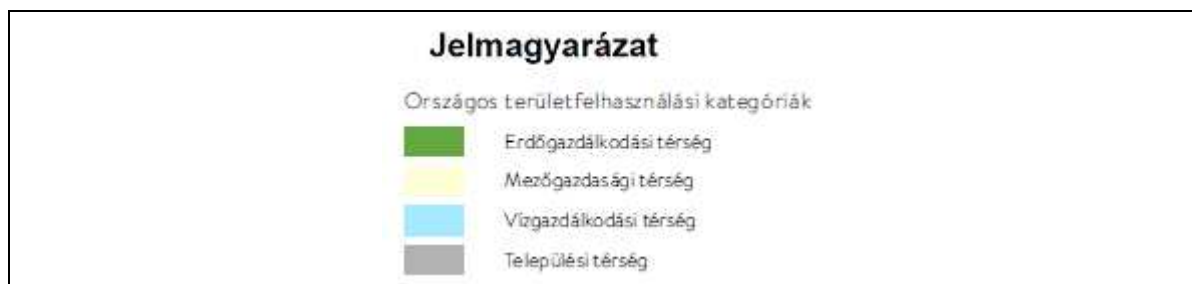 Jelmagyarázat
Országos területfelhasználási kategóriák
Erdőgazdálkodási térség
Mezőgazdasági térség
Vízgazdálkodási térség
Települési térség